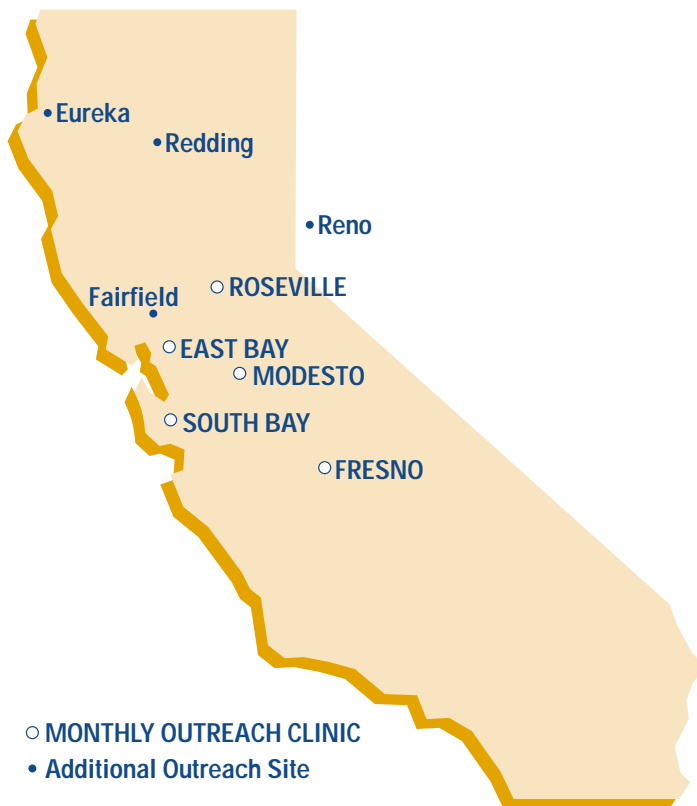 Eureka
Redding
Reno
ROSEVILLE
Fairfield
EAST BAY
MODESTO
SOUTH BAY
FRESNO
MONTHLY OUTREACH CLINIC
Additional Outreach Site